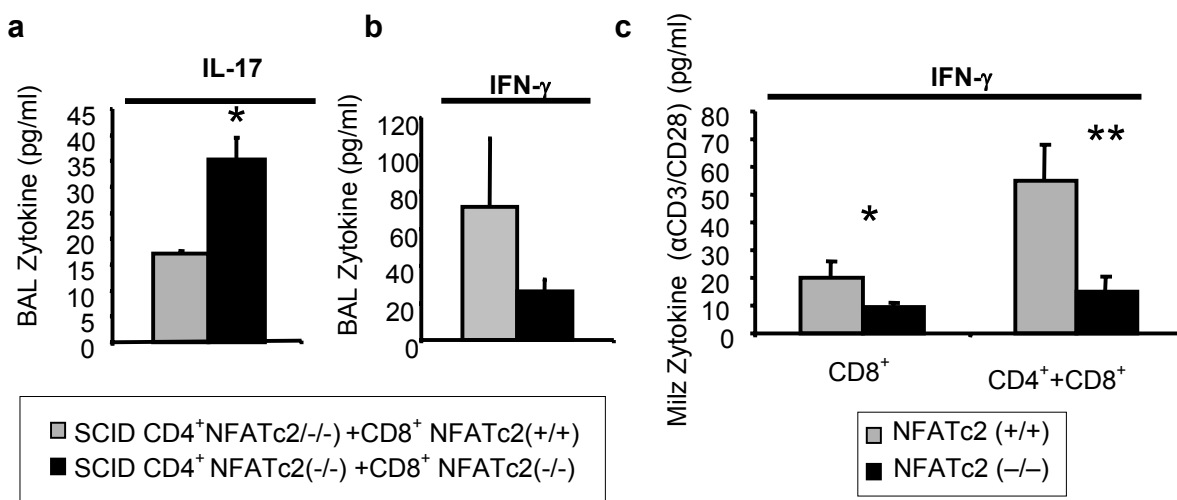 a
IL-17
BAL Zytokine (pg/ml)
45
40
35
30
25
20
15
10
5
0
*
b
IFN-γ
BAL Zytokine (pg/ml)
120
100
80
60
40
20
0
c
IFN-γ
Milz Zytokine (αCD3/CD28) (pg/ml)
80
70
60
50
40
30
20
10
0
*
**
CD8⁺
CD4⁺+CD8⁺
SCID CD4⁺NFATc2/-/-) +CD8⁺ NFATc2(+/+)
SCID CD4⁺ NFATc2(-/-) +CD8⁺ NFATc2(-/-)
NFATc2 (+/+)
NFATc2 (–/–)